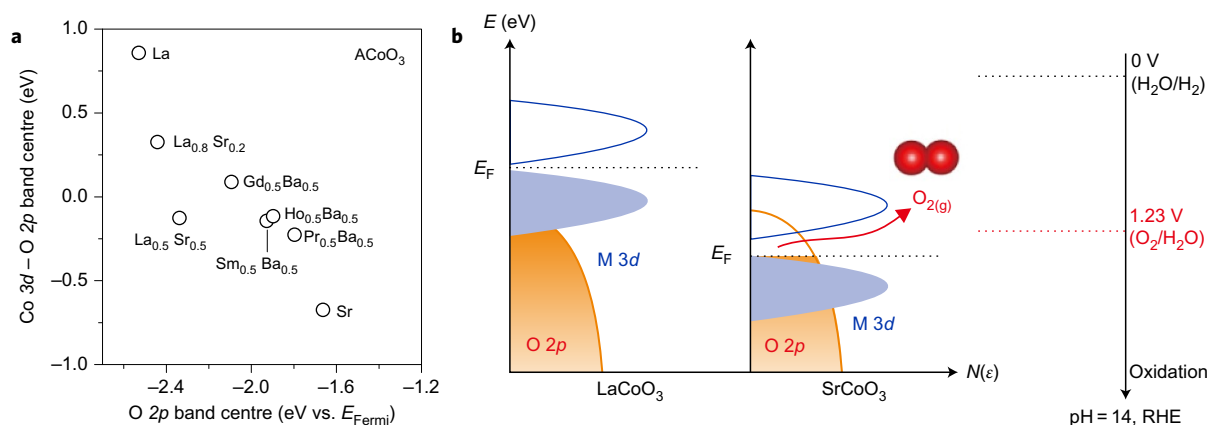 a
1.0
0.5
0.0
–0.5
–1.0
Co 3d – O 2p band centre (eV)
ACoO₃
La
La₀.₈ Sr₀.₂
Gd₀.₅Ba₀.₅
Ho₀.₅Ba₀.₅
La₀.₅ Sr₀.₅
Pr₀.₅Ba₀.₅
Sm₀.₅ Ba₀.₅
Sr
–2.4
–2.0
–1.6
–1.2
O 2p band centre (eV vs. E_Fermi)
b
E (eV)
E_F
M 3d
O 2p
LaCoO₃
E_F
O₂(g)
M 3d
O 2p
SrCoO₃
N(ε)
0 V
(H₂O/H₂)
1.23 V
(O₂/H₂O)
Oxidation
pH = 14, RHE